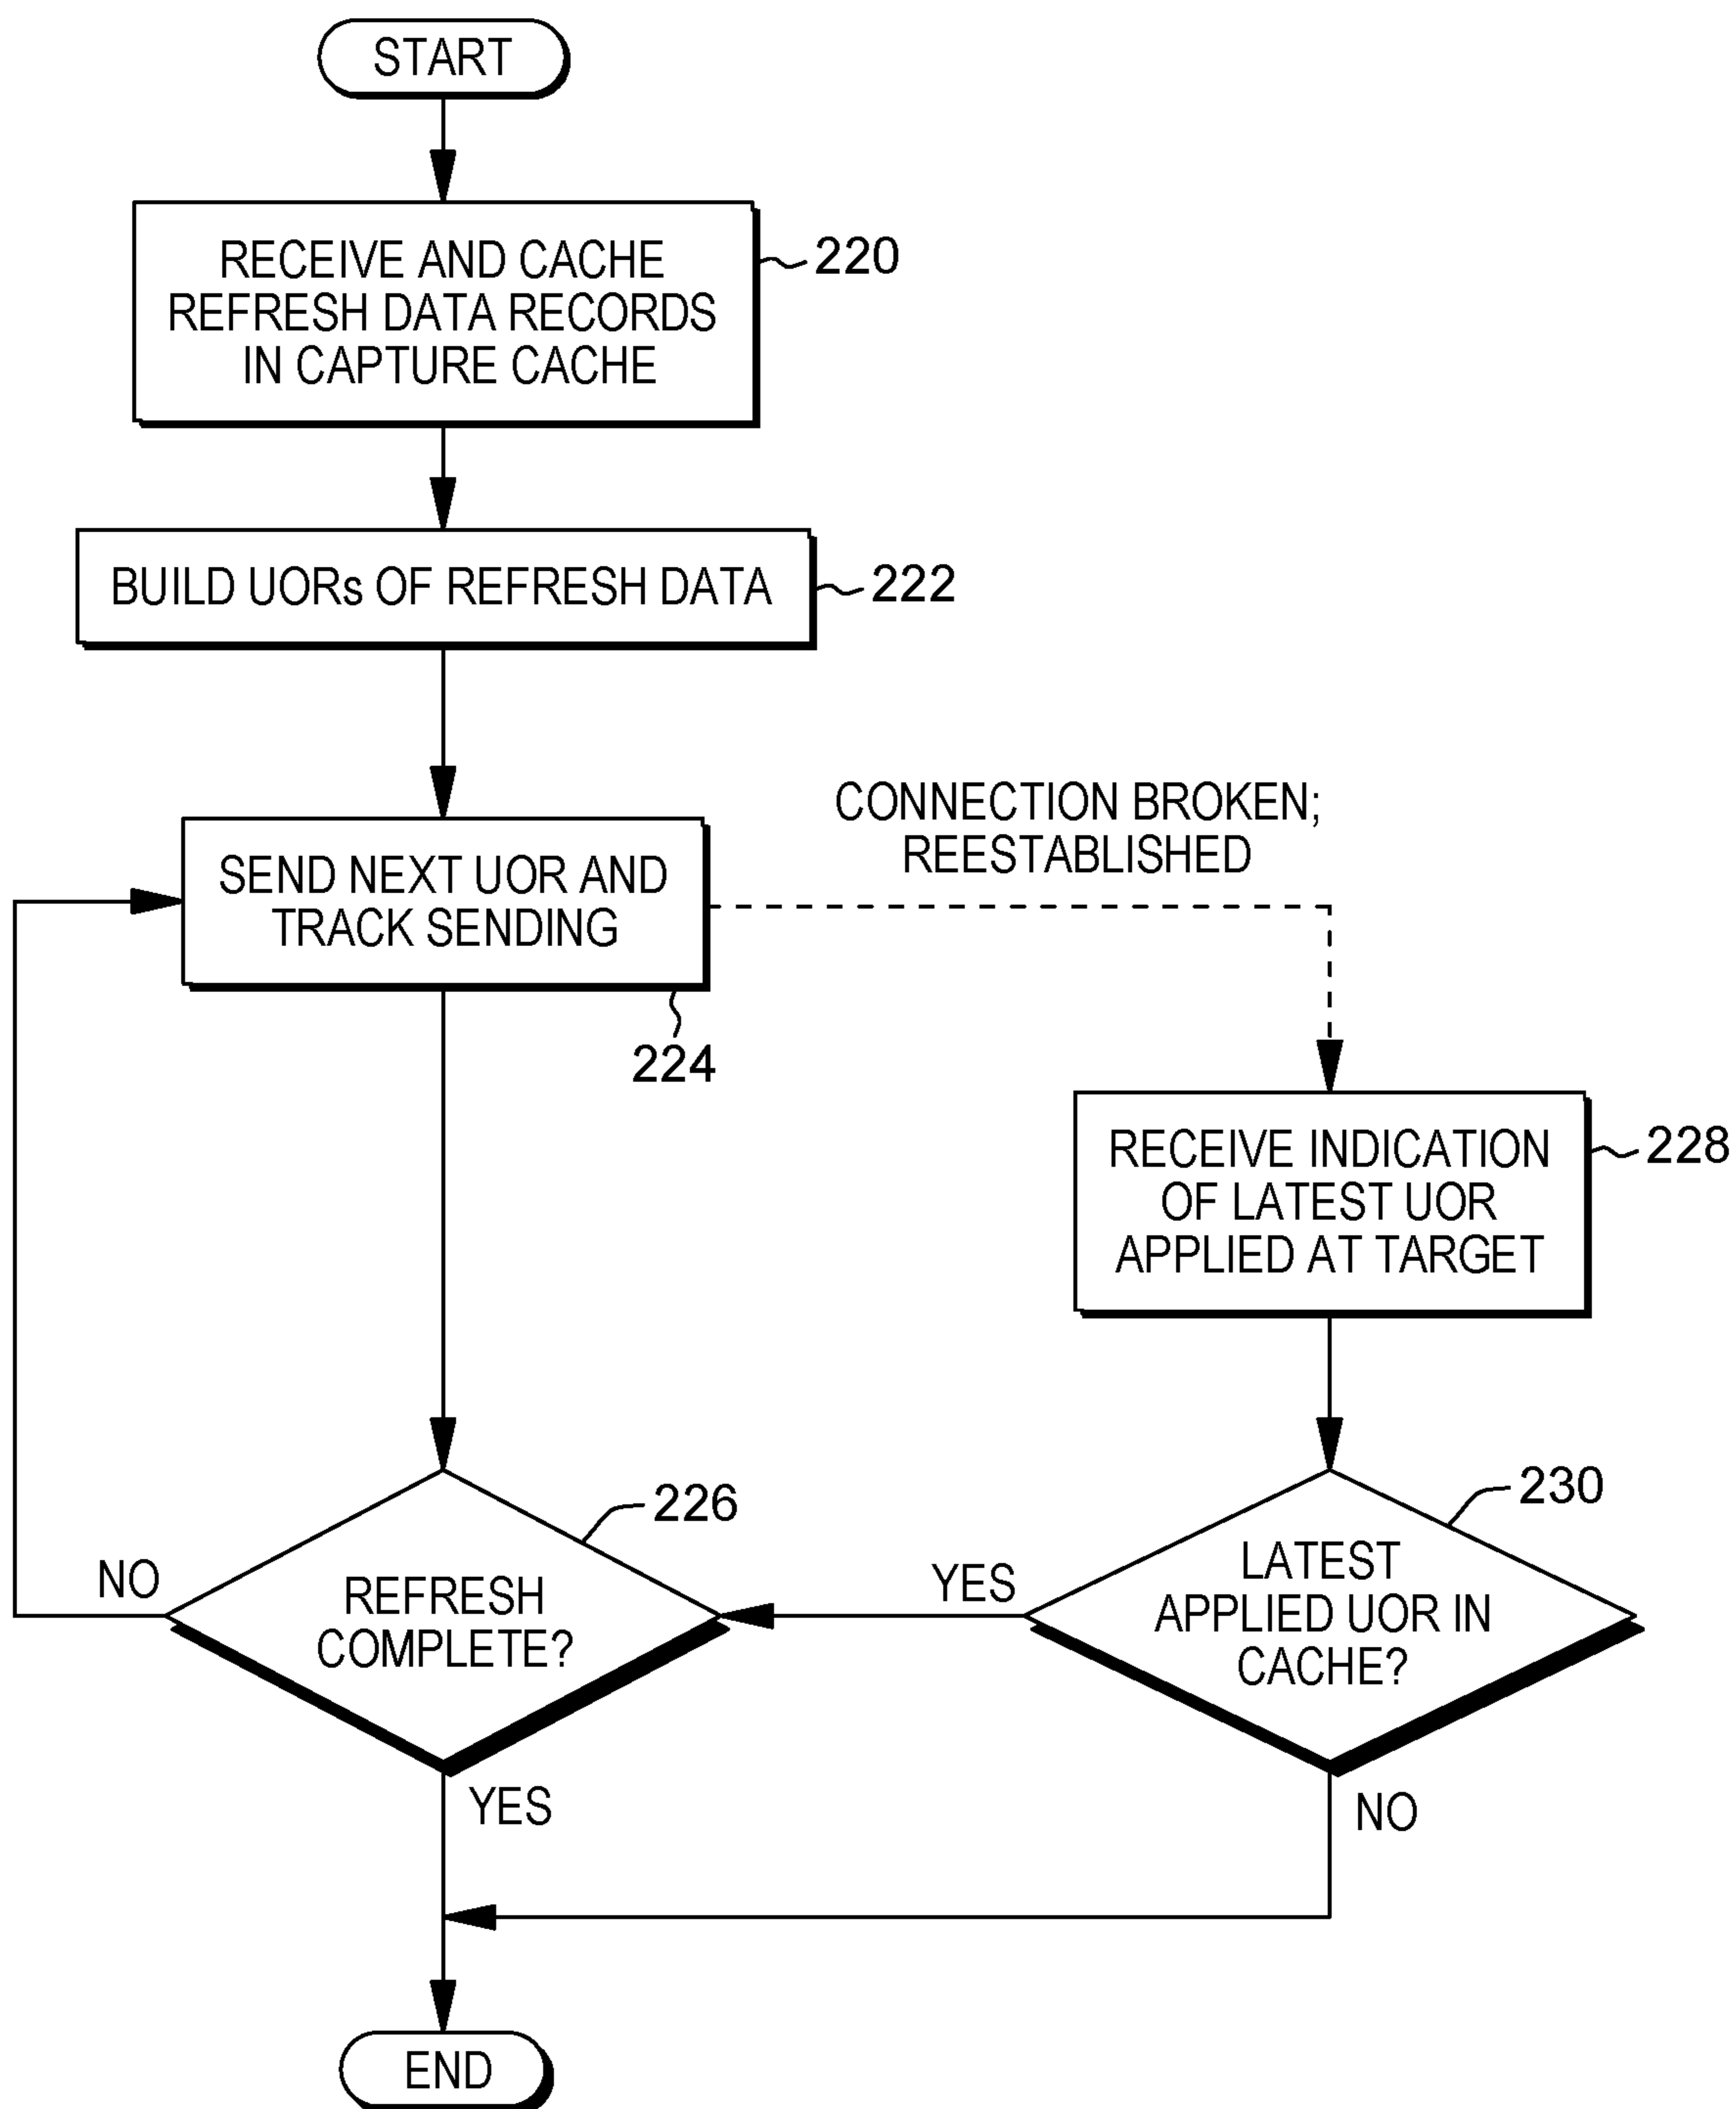 START
RECEIVE AND CACHE
REFRESH DATA RECORDS
IN CAPTURE CACHE
220
BUILD UORs OF REFRESH DATA
222
CONNECTION BROKEN;
REESTABLISHED
SEND NEXT UOR AND
TRACK SENDING
224
RECEIVE INDICATION
OF LATEST UOR
APPLIED AT TARGET
228
226
230
NO
REFRESH
COMPLETE?
YES
LATEST
APPLIED UOR IN
CACHE?
YES
NO
END